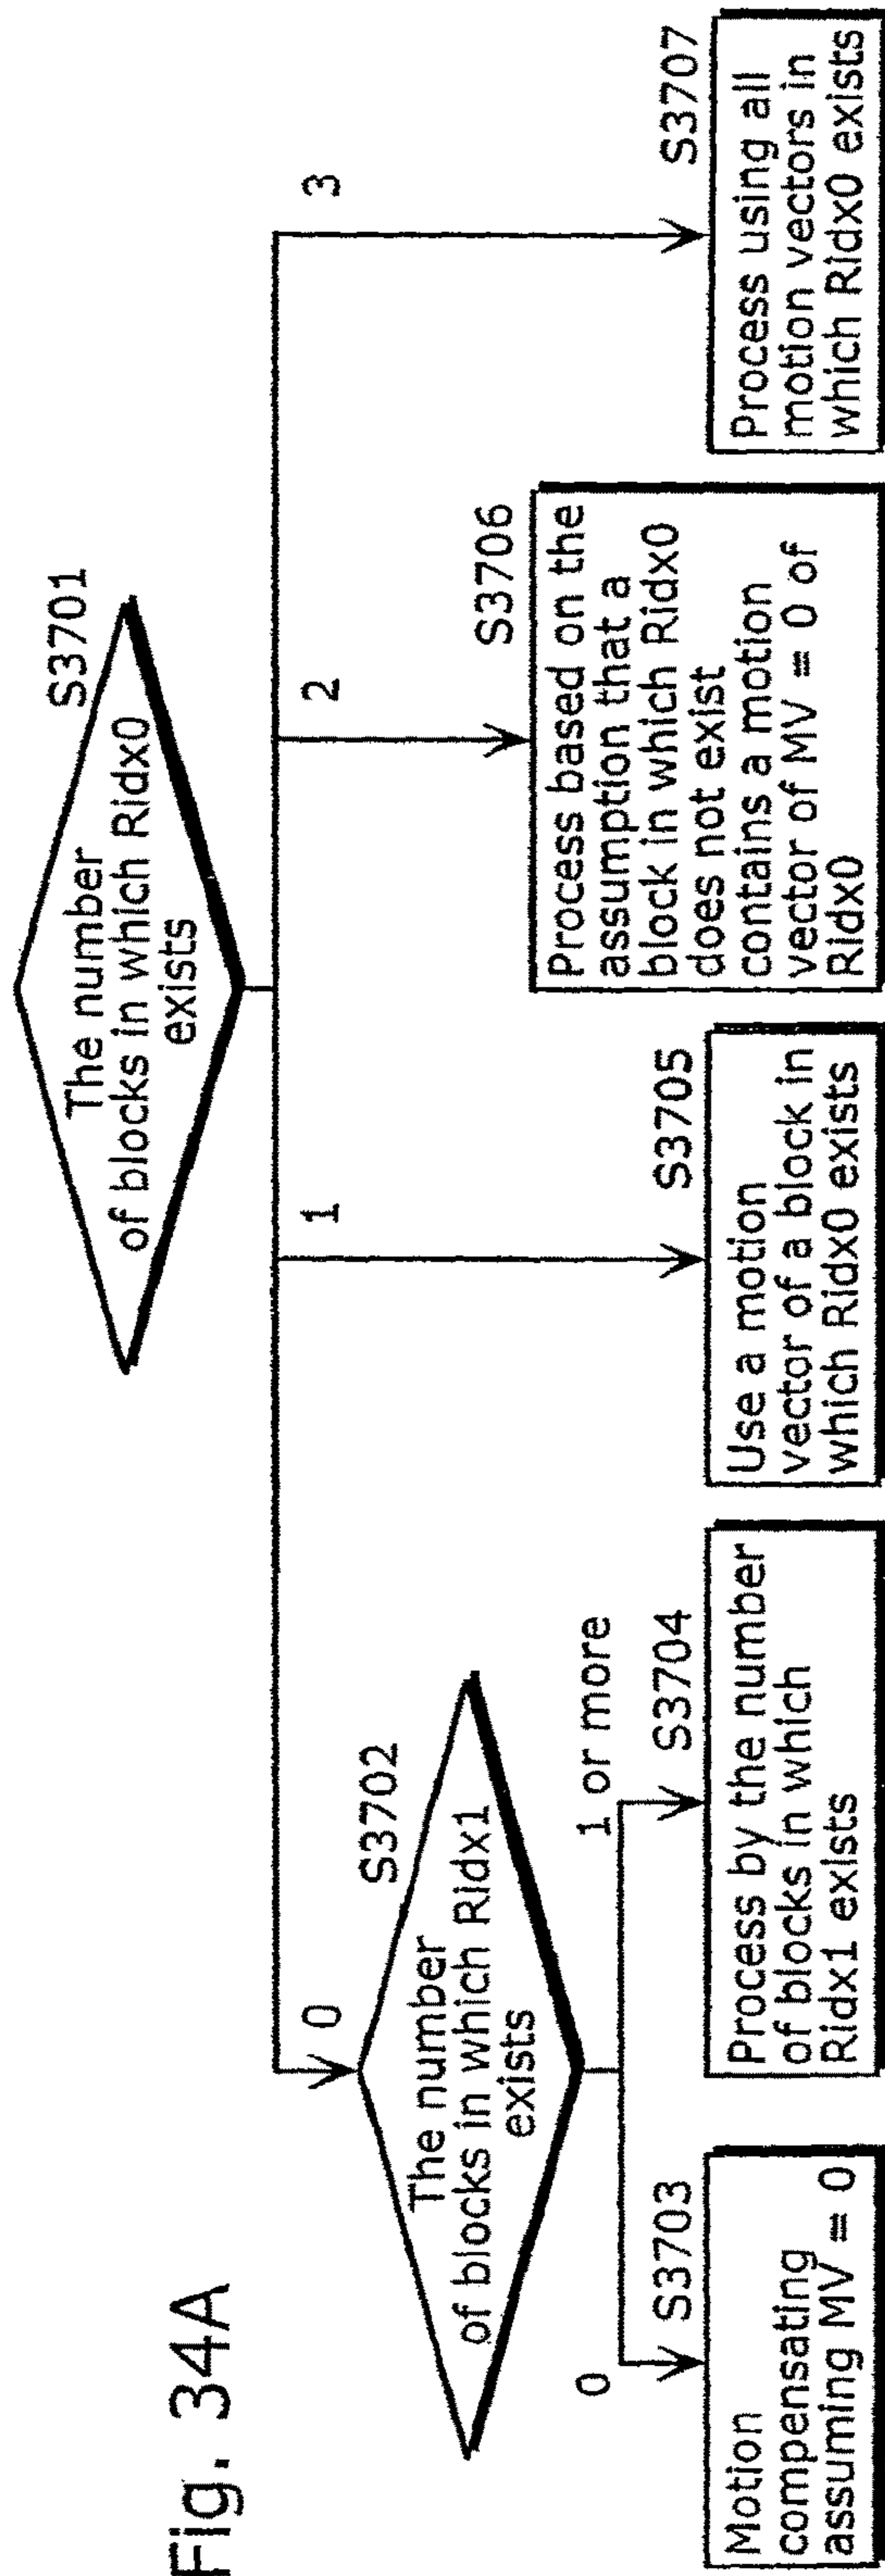 Fig. 34A
S3701
The number
of blocks in which Ridx0
exists
0
1
2
3
S3702
The number
of blocks in which Ridx1
exists
0
1 or more
S3703
Motion
compensating
assuming MV = 0
S3704
Process by the number
of blocks in which
Ridx1 exists
S3705
Use a motion
vector of a block in
which Ridx0 exists
S3706
Process based on the
assumption that a
block in which Ridx0
does not exist
contains a motion
vector of MV = 0 of
Ridx0
S3707
Process using all
motion vectors in
which Ridx0 exists